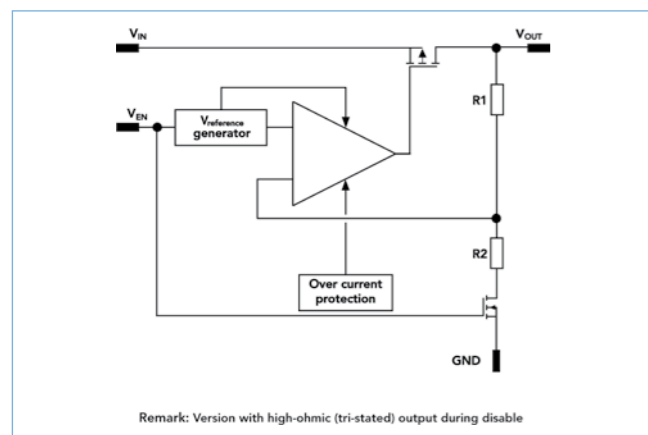 VIN
VOUT
R1
VEN
Vreference
generator
R2
Over current
protection
GND
Remark: Version with high-ohmic (tri-stated) output during disable